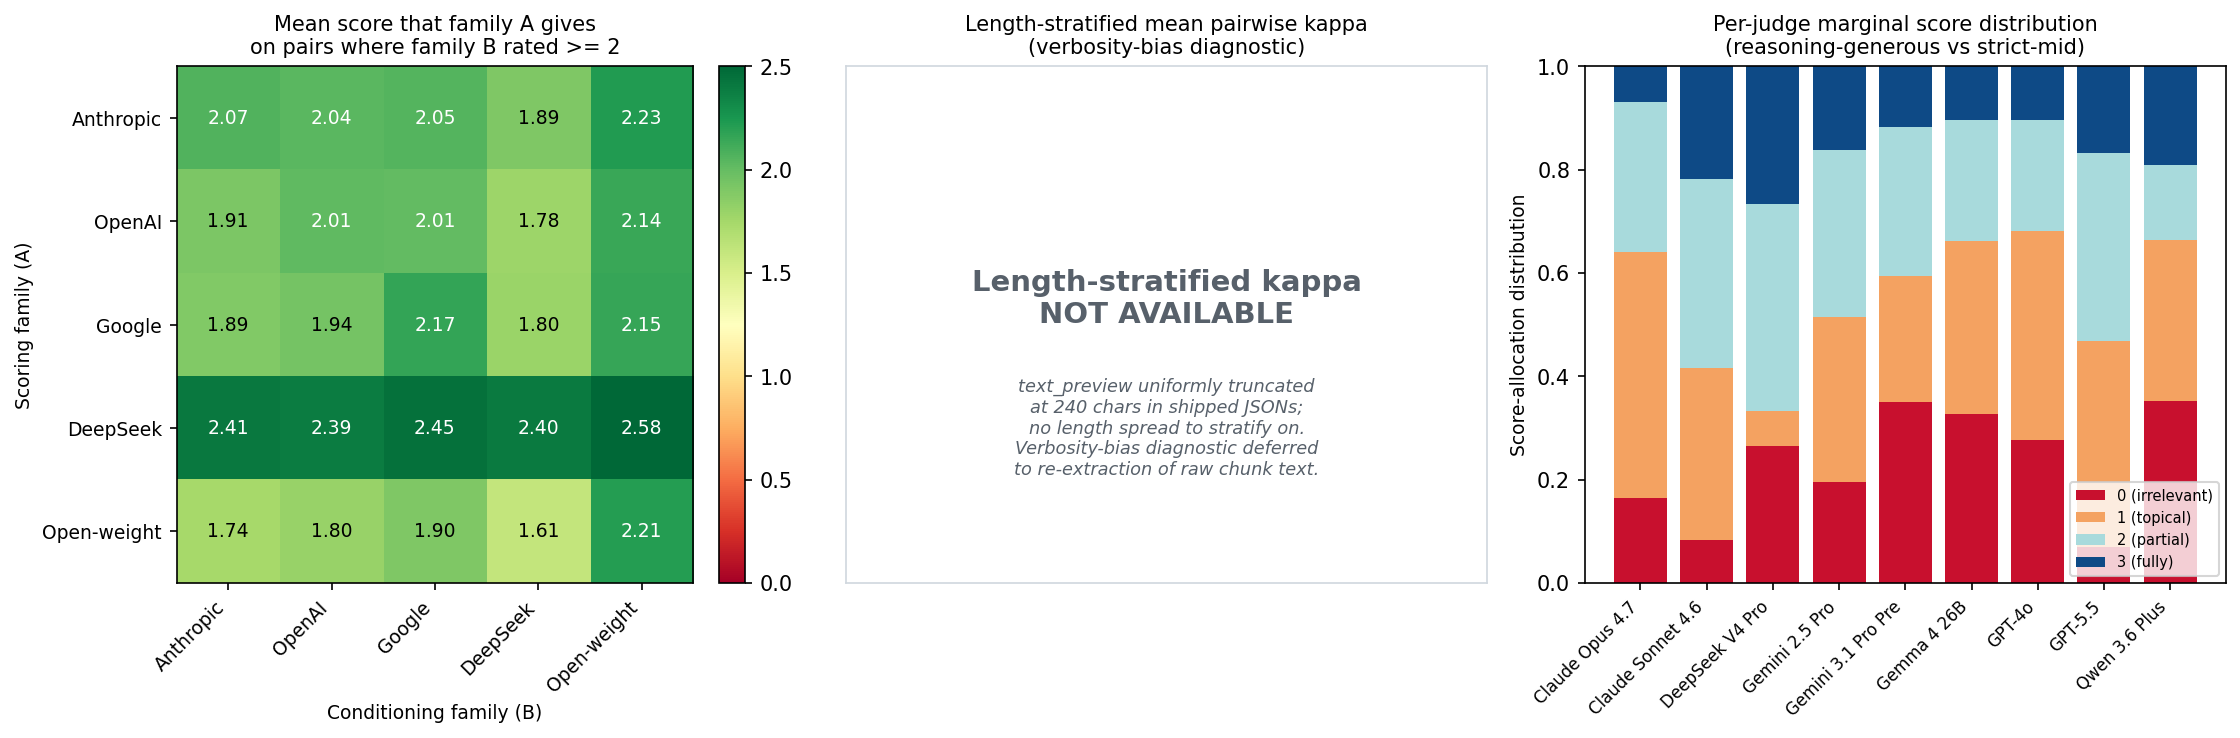 Mean score that family A gives
on pairs where family B rated >= 2
Scoring family (A)
Anthropic
OpenAI
Google
DeepSeek
Open-weight
2.07 2.04 2.05 1.89 2.23
1.91 2.01 2.01 1.78 2.14
1.89 1.94 2.17 1.80 2.15
2.41 2.39 2.45 2.40 2.58
1.74 1.80 1.90 1.61 2.21
Anthropic
OpenAI
Google
DeepSeek
Open-weight
Conditioning family (B)
2.5
2.0
1.5
1.0
0.5
0.0
Length-stratified mean pairwise kappa
(verbosity-bias diagnostic)
Length-stratified kappa
NOT AVAILABLE
text_preview uniformly truncated
at 240 chars in shipped JSONs;
no length spread to stratify on.
Verbosity-bias diagnostic deferred
to re-extraction of raw chunk text.
Per-judge marginal score distribution
(reasoning-generous vs strict-mid)
Score-allocation distribution
1.0
0.8
0.6
0.4
0.2
0.0
0 (irrelevant)
1 (topical)
2 (partial)
3 (fully)
Claude Opus 4.7
Claude Sonnet 4.6
DeepSeek V4 Pro
Gemini 2.5 Pro
Gemini 3.1 Pro Pre
Gemma 4 26B
GPT-4o
GPT-5.5
Qwen 3.6 Plus